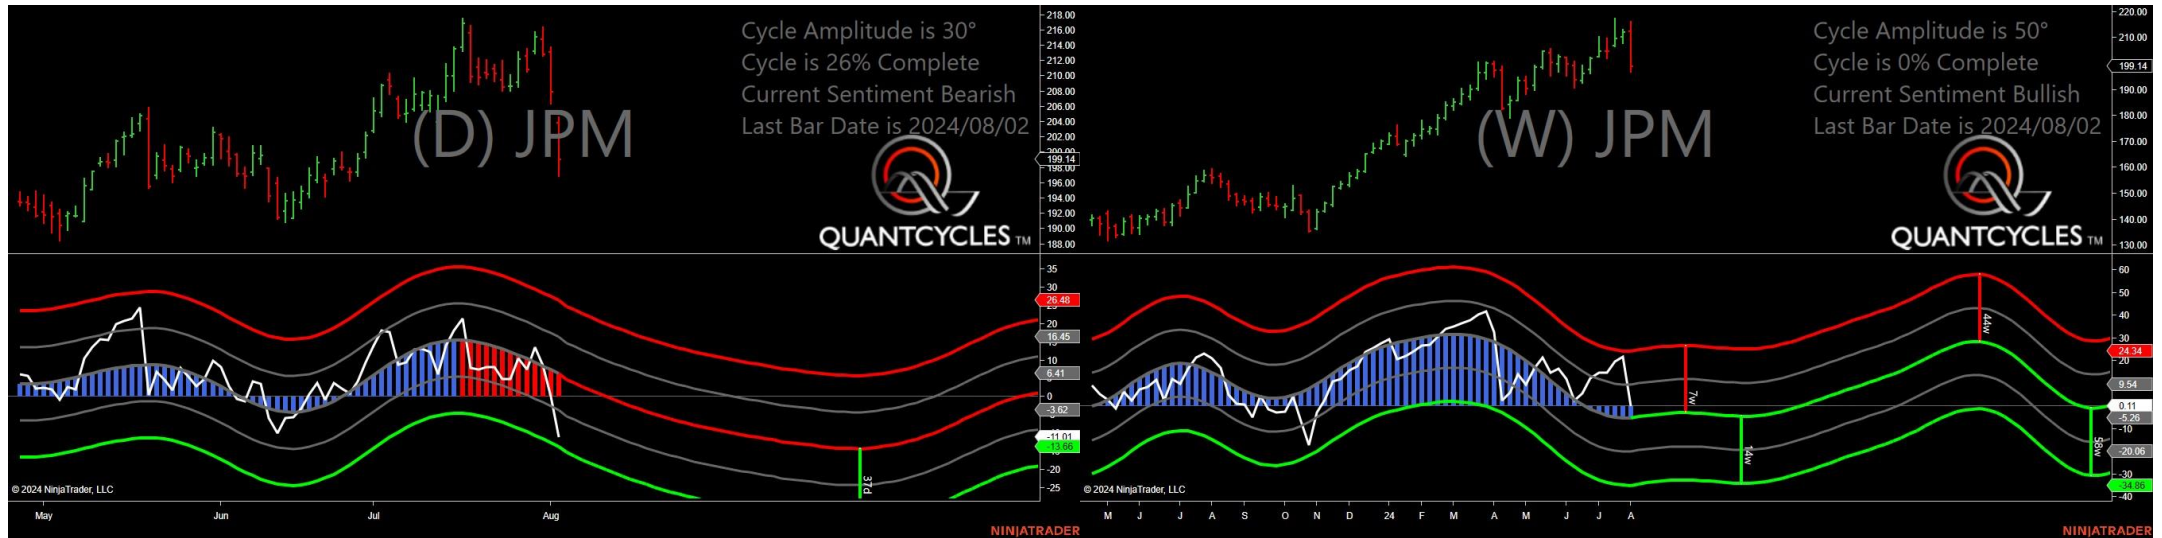 Cycle Amplitude is 30°
Cycle is 26% Complete
Current Sentiment Bearish
Last Bar Date is 2024/08/02
(D) JPM
QUANTCYCLES TM
218.00
216.00
214.00
212.00
210.00
208.00
206.00
204.00
202.00
200.00
199.14
198.00
196.00
194.00
192.00
190.00
188.00
35
30
26.48
20
16.45
10
6.41
0
-3.62
-11.01
-13.66
-20
-25
37d
© 2024 NinjaTrader, LLC
May Jun Jul Aug
NINJATRADER
Cycle Amplitude is 50°
Cycle is 0% Complete
Current Sentiment Bullish
Last Bar Date is 2024/08/02
(W) JPM
QUANTCYCLES TM
220.00
210.00
199.14
190.00
180.00
170.00
160.00
150.00
140.00
130.00
60
50
40
30
24.34
20
9.54
0.11
-5.26
-10
-20.06
-30
-34.86
-40
7w
14w
44w
58w
© 2024 NinjaTrader, LLC
M J J A S O N D 24 F M A M J J A
NINJATRADER